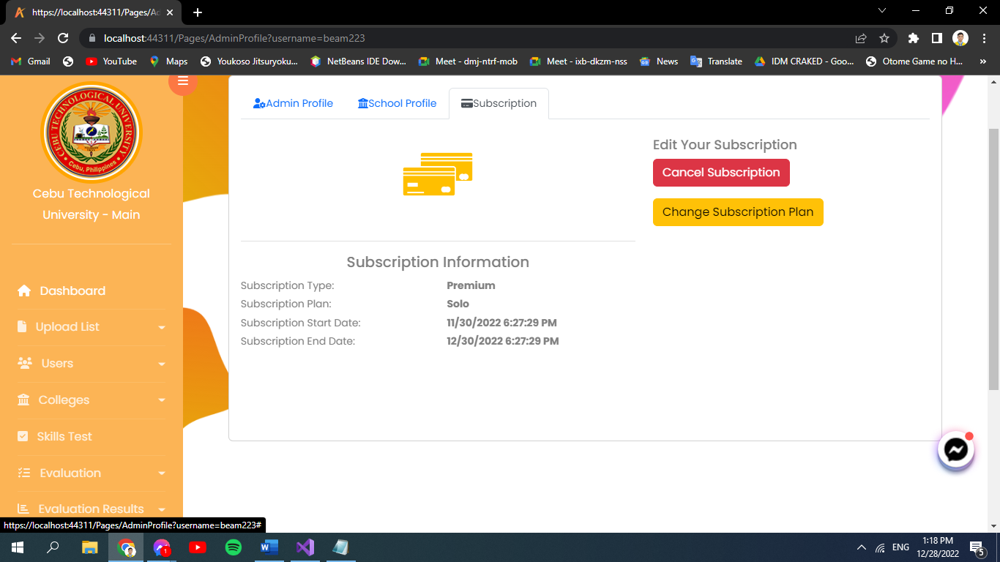 https://localhost:44311/Pages/Ad
localhost:44311/Pages/AdminProfile?username=beam223
Gmail
YouTube
Maps
Youkoso Jitsuryoku...
NetBeans IDE Dow...
Meet - dmj-ntrf-mob
Meet - ixb-dkzm-nss
News
Translate
IDM CRAKED - Goo...
Otome Game no H...
»
CEBU TECHNOLOGICAL UNIVERSITY
Cebu, Philippines
Cebu Technological
University - Main
Dashboard
Upload List
Users
Colleges
Skills Test
Evaluation
Evaluation Results
Admin Profile
School Profile
Subscription
Edit Your Subscription
Cancel Subscription
Change Subscription Plan
Subscription Information
Subscription Type: Premium
Subscription Plan: Solo
Subscription Start Date: 11/30/2022 6:27:29 PM
Subscription End Date: 12/30/2022 6:27:29 PM
https://localhost:44311/Pages/AdminProfile?username=beam223#
1
ENG
1:18 PM
12/28/2022
5